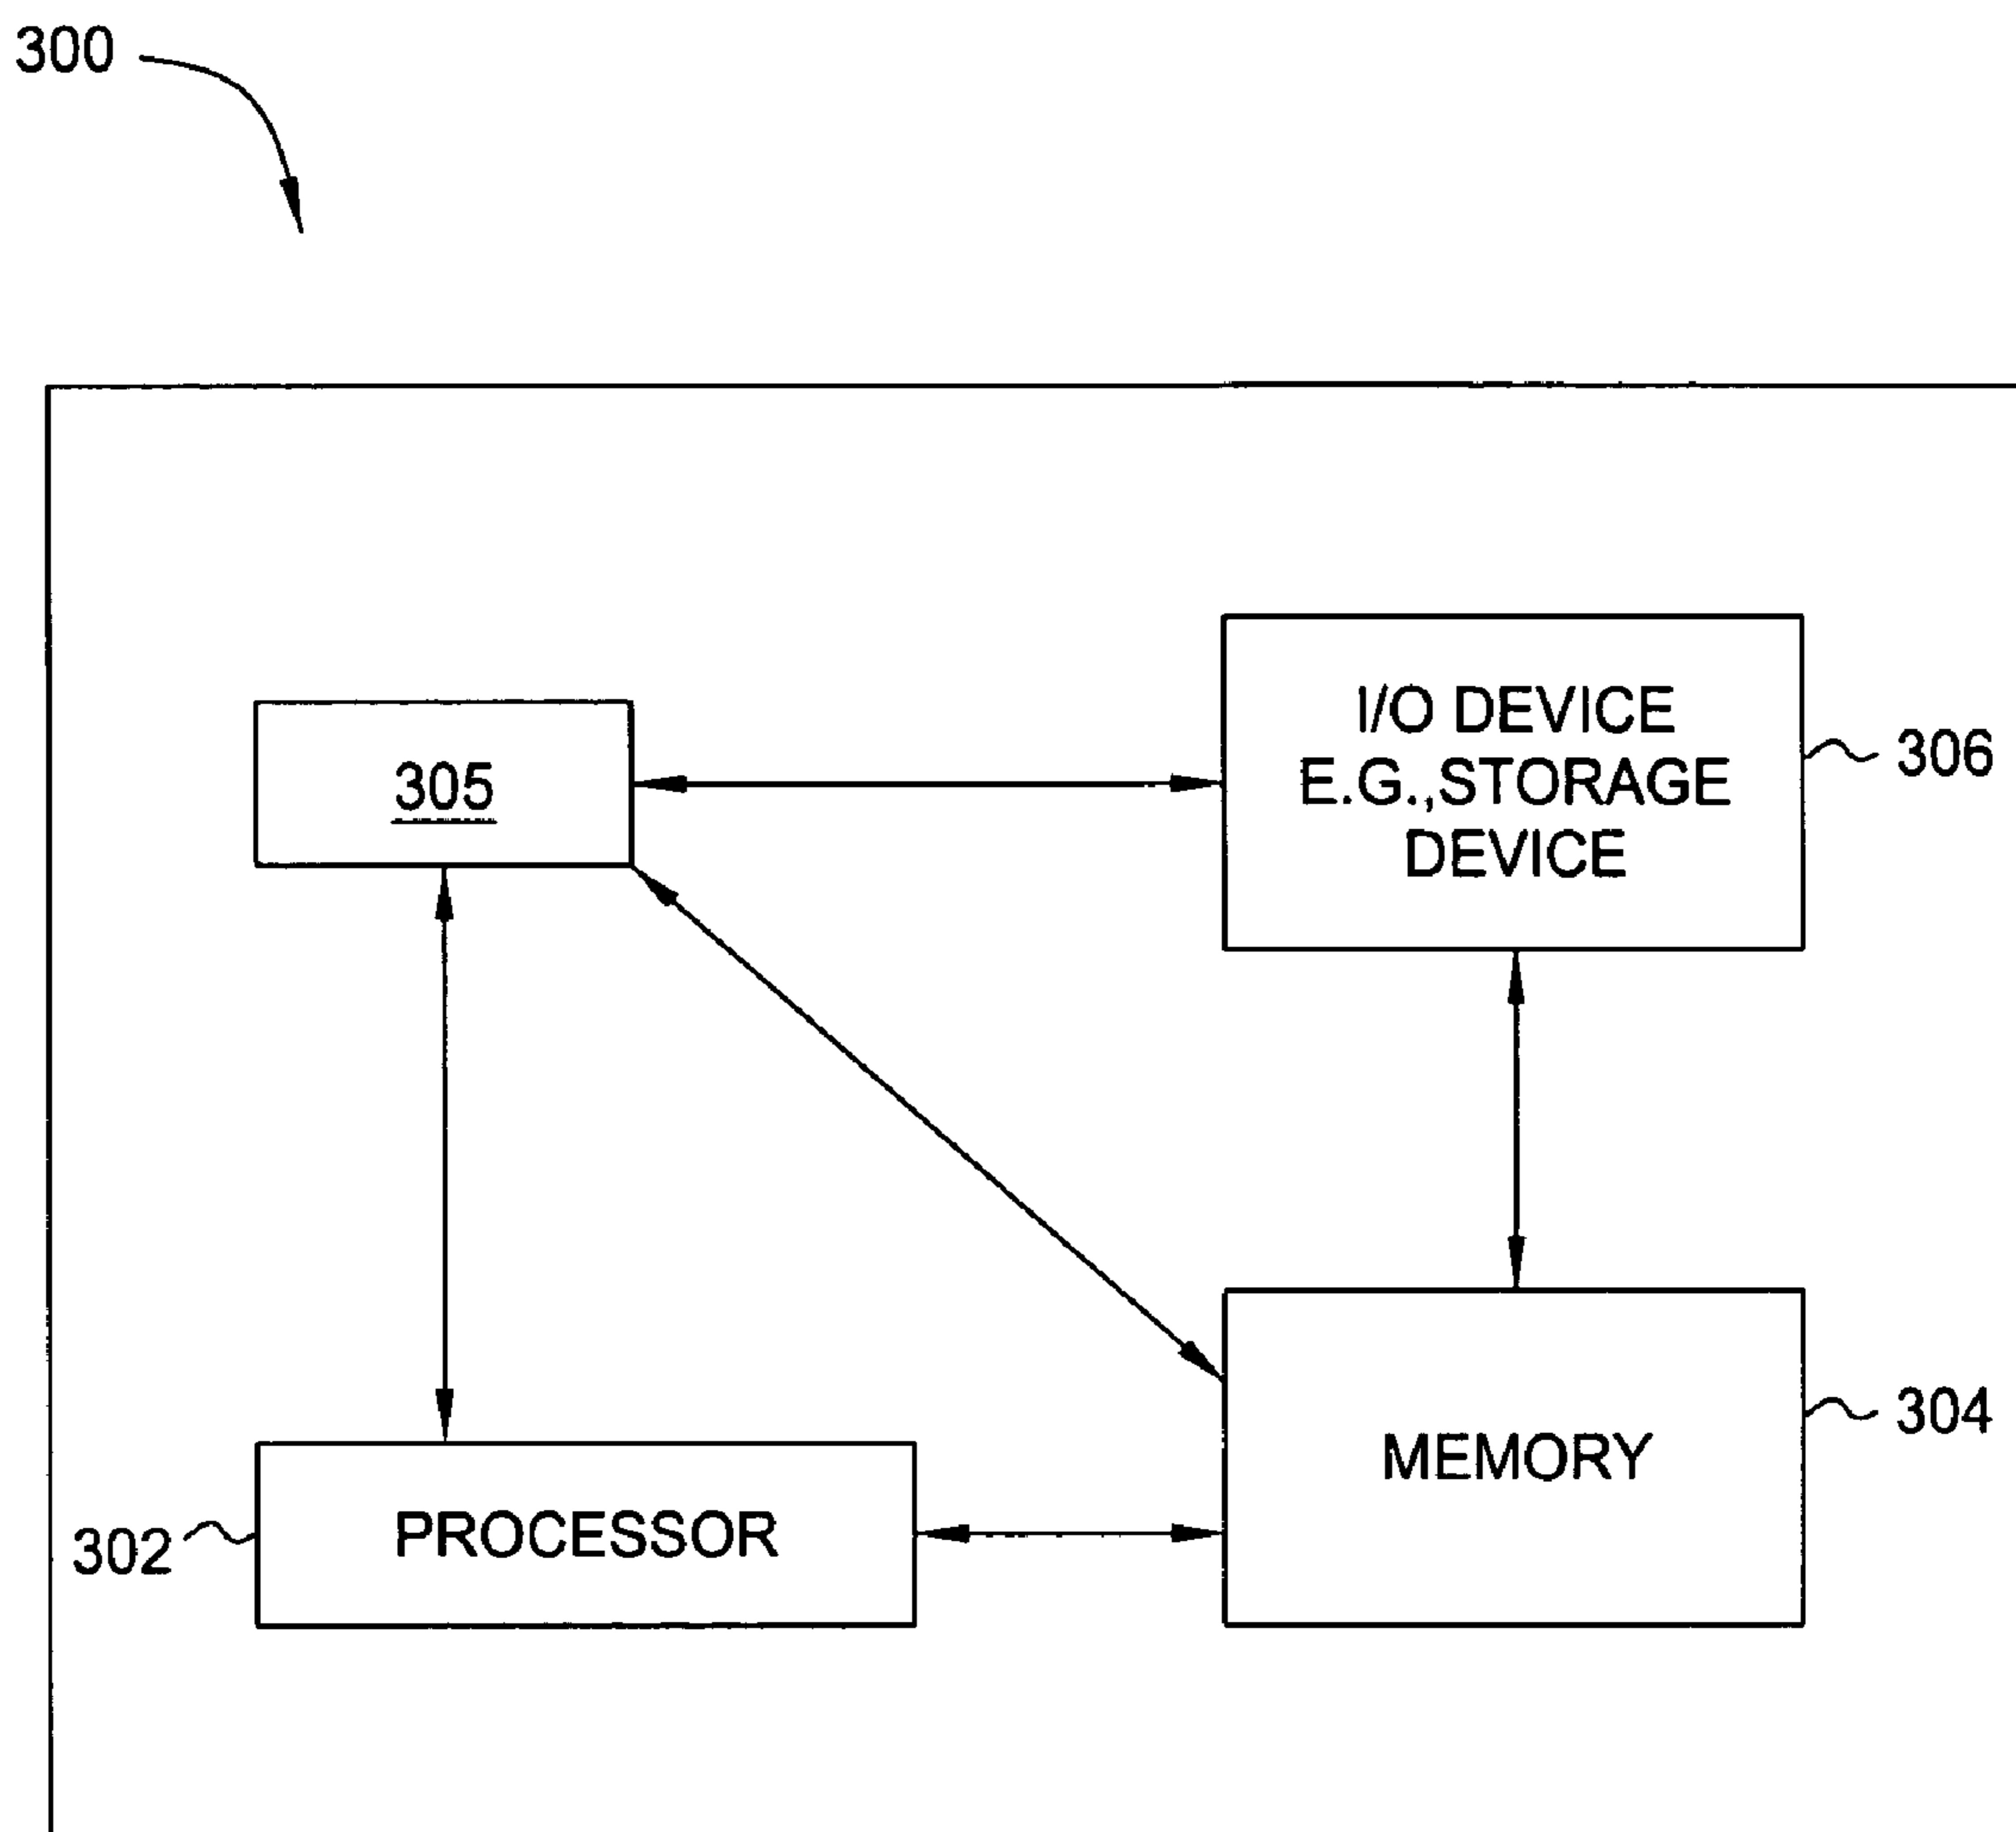 300
305
I/O DEVICE
E.G.,STORAGE
DEVICE
306
MEMORY
304
PROCESSOR
302